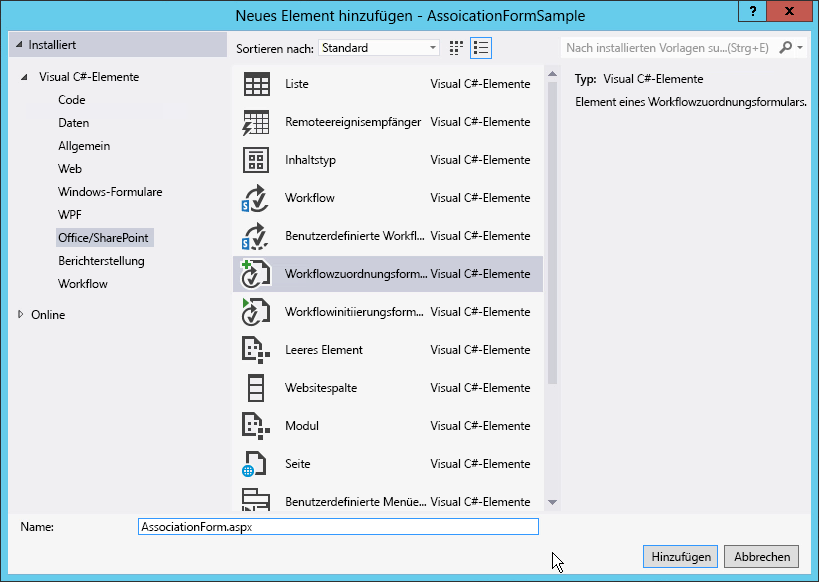 Neues Element hinzufügen - AssoicationFormSample
?
x
Installiert
Sortieren nach: Standard
Nach installierten Vorlagen su...(Strg+E)
Visual C#-Elemente
Code
Daten
Allgemein
Web
Windows-Formulare
WPF
Office/SharePoint
Berichterstellung
Workflow
Online
Liste Visual C#-Elemente
Remoteereignisempfänger Visual C#-Elemente
Inhaltstyp Visual C#-Elemente
Workflow Visual C#-Elemente
Benutzerdefinierte Workfl... Visual C#-Elemente
Workflowzuordnungsform... Visual C#-Elemente
Workflowinitiierungsform... Visual C#-Elemente
Leeres Element Visual C#-Elemente
Websitespalte Visual C#-Elemente
Modul Visual C#-Elemente
Seite Visual C#-Elemente
Benutzerdefinierte Menüe... Visual C#-Elemente
Typ: Visual C#-Elemente
Element eines Workflowzuordnungsformulars.
Name: AssociationForm.aspx
Hinzufügen Abbrechen